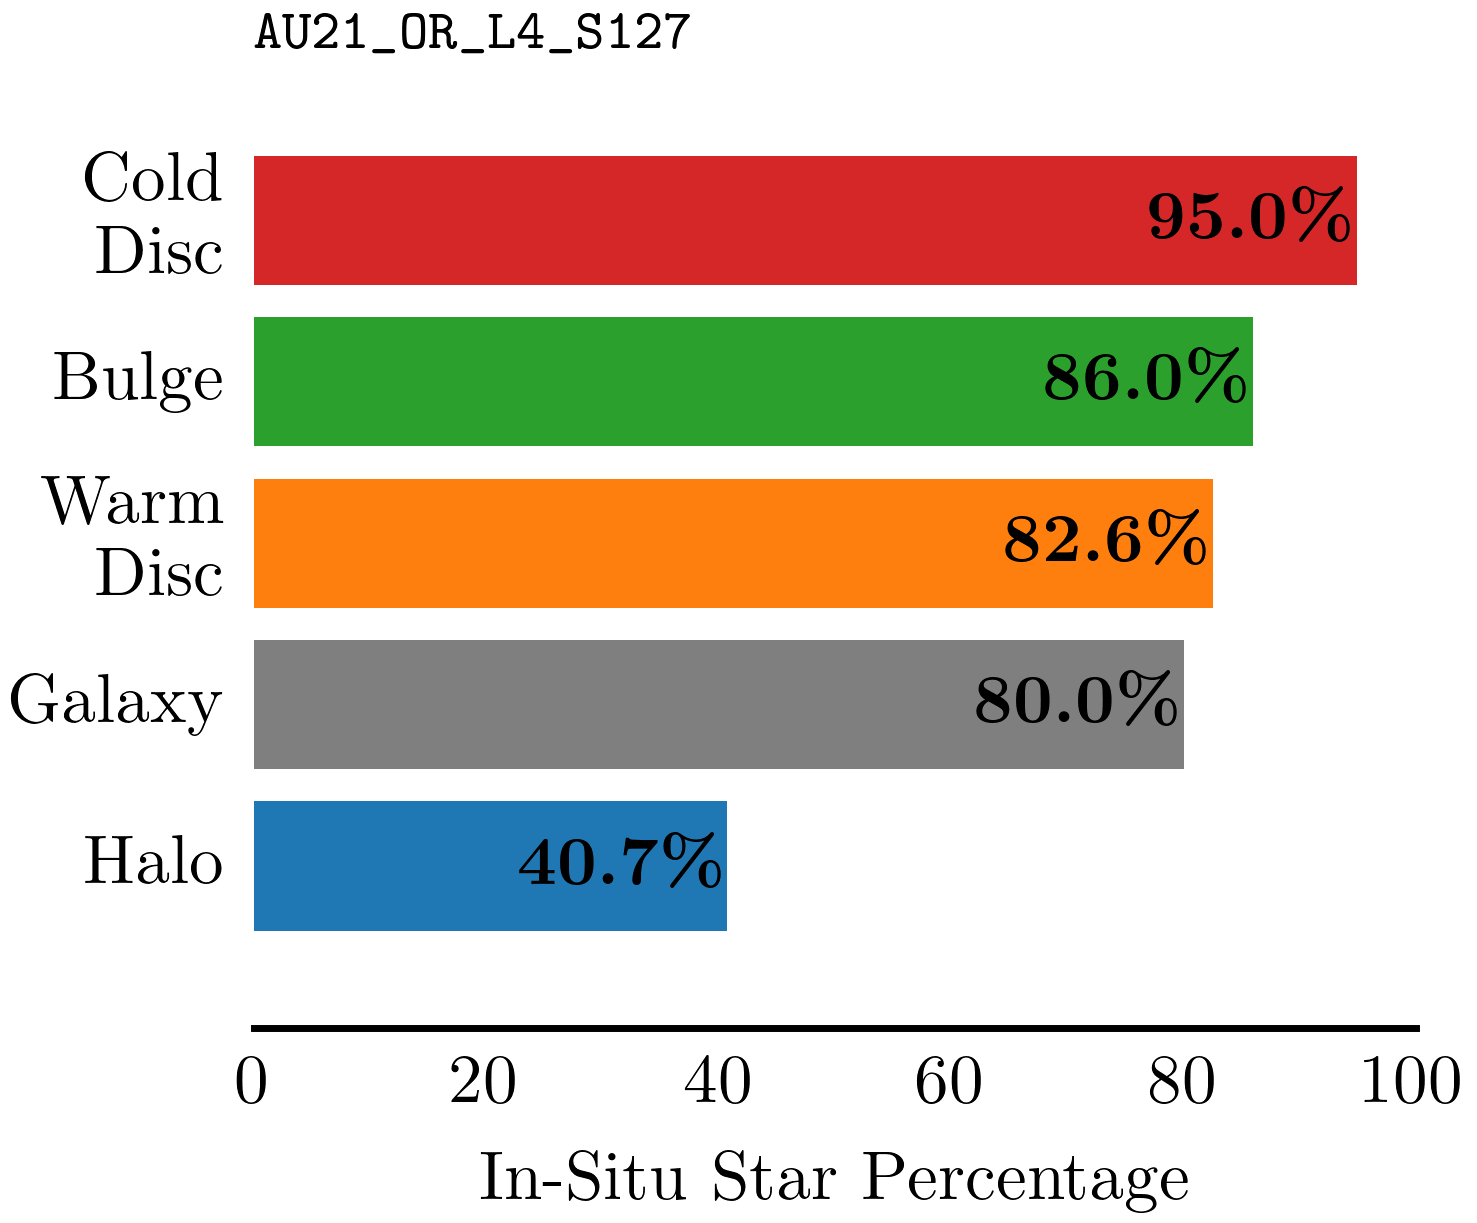 AU21_OR_L4_S127
Cold
Disc
95.0%
Bulge
86.0%
Warm
Disc
82.6%
Galaxy
80.0%
Halo
40.7%
0 20 40 60 80 100
In-Situ Star Percentage